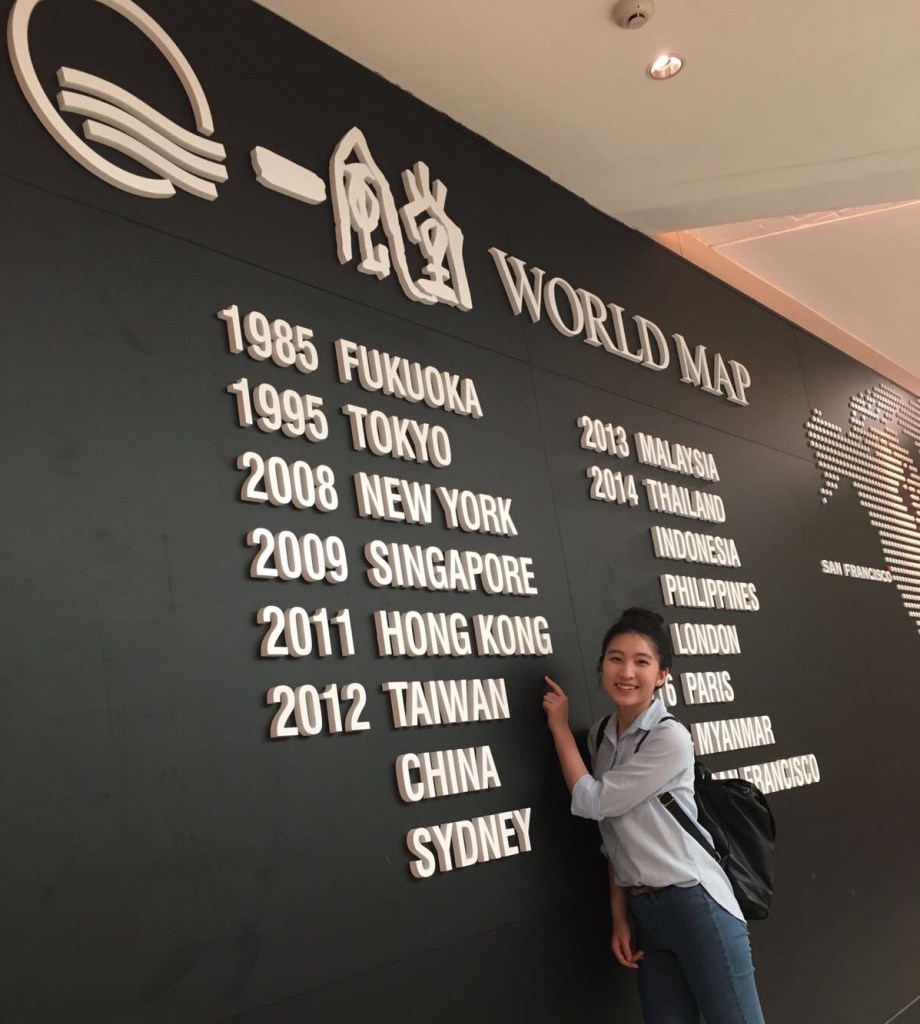 一風堂 WORLD MAP
1985 FUKUOKA
1995 TOKYO
2008 NEW YORK
2009 SINGAPORE
2011 HONG KONG
2012 TAIWAN
CHINA
SYDNEY
2013 MALAYSIA
2014 THAILAND
INDONESIA
PHILIPPINES
LONDON
6 PARIS
MYANMAR
FRANCISCO
SAN FRANCISCO